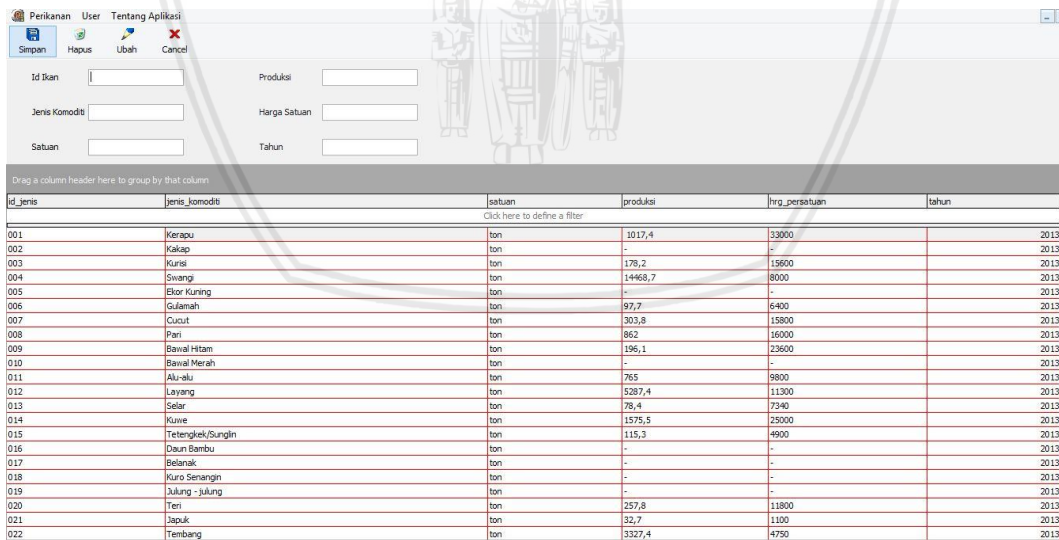 Perikanan User Tentang Aplikasi
Simpan Hapus Ubah Cancel
Id Ikan Produksi
Jenis Komoditi Harga Satuan
Satuan Tahun
Drag a column header here to group by that column
id_jenis jenis_komoditi satuan produksi hrg_persatuan tahun
Click here to define a filter
001 Kerapu ton 1017,4 33000 2013
002 Kakap ton - - 2013
003 Kurisi ton 178,2 15600 2013
004 Swangi ton 14468,7 8000 2013
005 Ekor Kuning ton - - 2013
006 Gulamah ton 97,7 6400 2013
007 Cucut ton 303,8 15800 2013
008 Pari ton 862 16000 2013
009 Bawal Hitam ton 196,1 23600 2013
010 Bawal Merah ton - - 2013
011 Alu-alu ton 765 9800 2013
012 Layang ton 5287,4 11300 2013
013 Selar ton 78,4 7340 2013
014 Kuwe ton 1575,5 25000 2013
015 Tetengkek/Sunglin ton 115,3 4900 2013
016 Daun Bambu ton - - 2013
017 Belanak ton - - 2013
018 Kuro Senangin ton - - 2013
019 Julung - julung ton - - 2013
020 Teri ton 257,8 11800 2013
021 Japuk ton 32,7 1100 2013
022 Tembang ton 3327,4 4750 2013